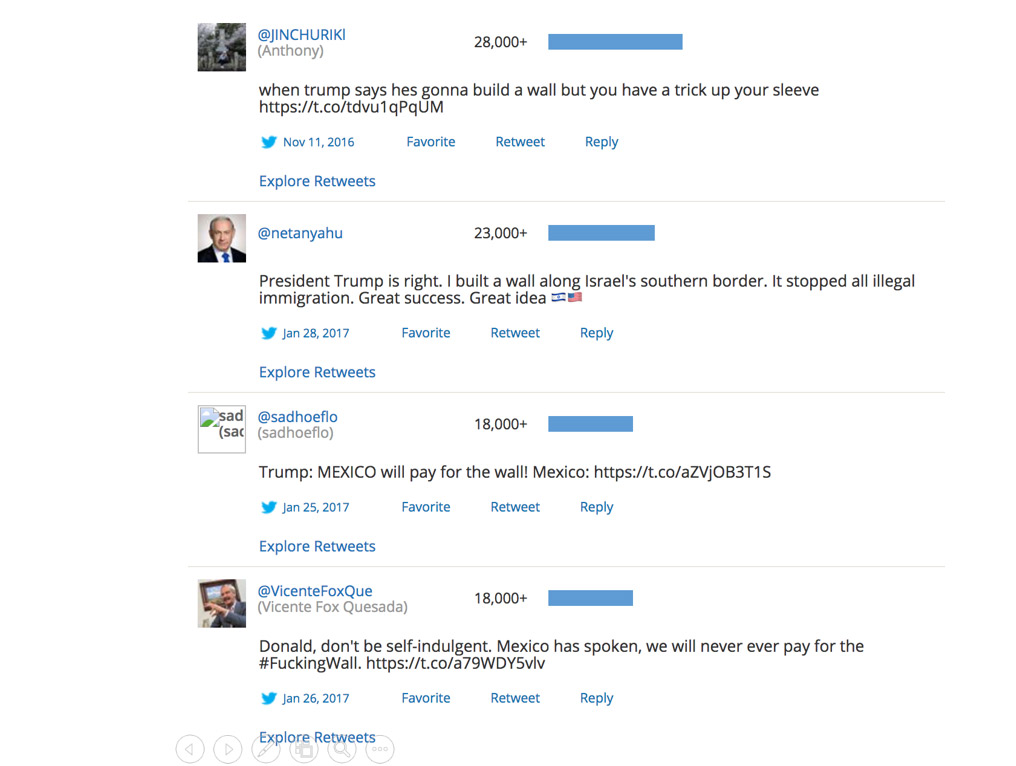 @JINCHURIKI
(Anthony)
28,000+
when trump says hes gonna build a wall but you have a trick up your sleeve
https://t.co/tdvu1qPqUM
Nov 11, 2016 Favorite Retweet Reply
Explore Retweets
@netanyahu 23,000+
President Trump is right. I built a wall along Israel's southern border. It stopped all illegal
immigration. Great success. Great idea 🇮🇱🇺🇸
Jan 28, 2017 Favorite Retweet Reply
Explore Retweets
sad
(sad
@sadhoeflo
(sadhoeflo)
18,000+
Trump: MEXICO will pay for the wall! Mexico: https://t.co/aZVjOB3T1S
Jan 25, 2017 Favorite Retweet Reply
Explore Retweets
@VicenteFoxQue
(Vicente Fox Quesada)
18,000+
Donald, don't be self-indulgent. Mexico has spoken, we will never ever pay for the
#FuckingWall. https://t.co/a79WDY5vlv
Jan 26, 2017 Favorite Retweet Reply
Explore Retweets